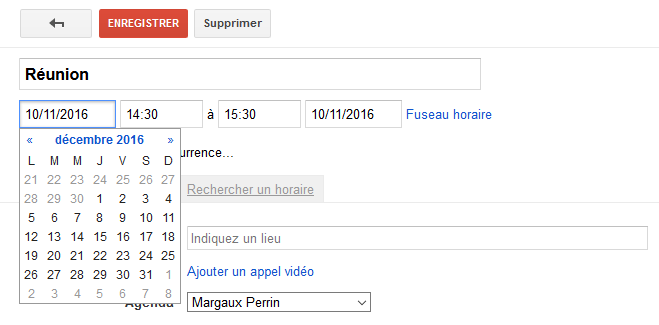 ENREGISTRER Supprimer
Réunion
10/11/2016 14:30 à 15:30 10/11/2016 Fuseau horaire
« décembre 2016 »
urrence...
L M M J V S D
21 22 23 24 25 26 27
Rechercher un horaire
28 29 30 1 2 3 4
5 6 7 8 9 10 11
12 13 14 15 16 17 18
Indiquez un lieu
19 20 21 22 23 24 25
26 27 28 29 30 31 1
Ajouter un appel vidéo
2 3 4 5 6 7 8
Agenda Margaux Perrin